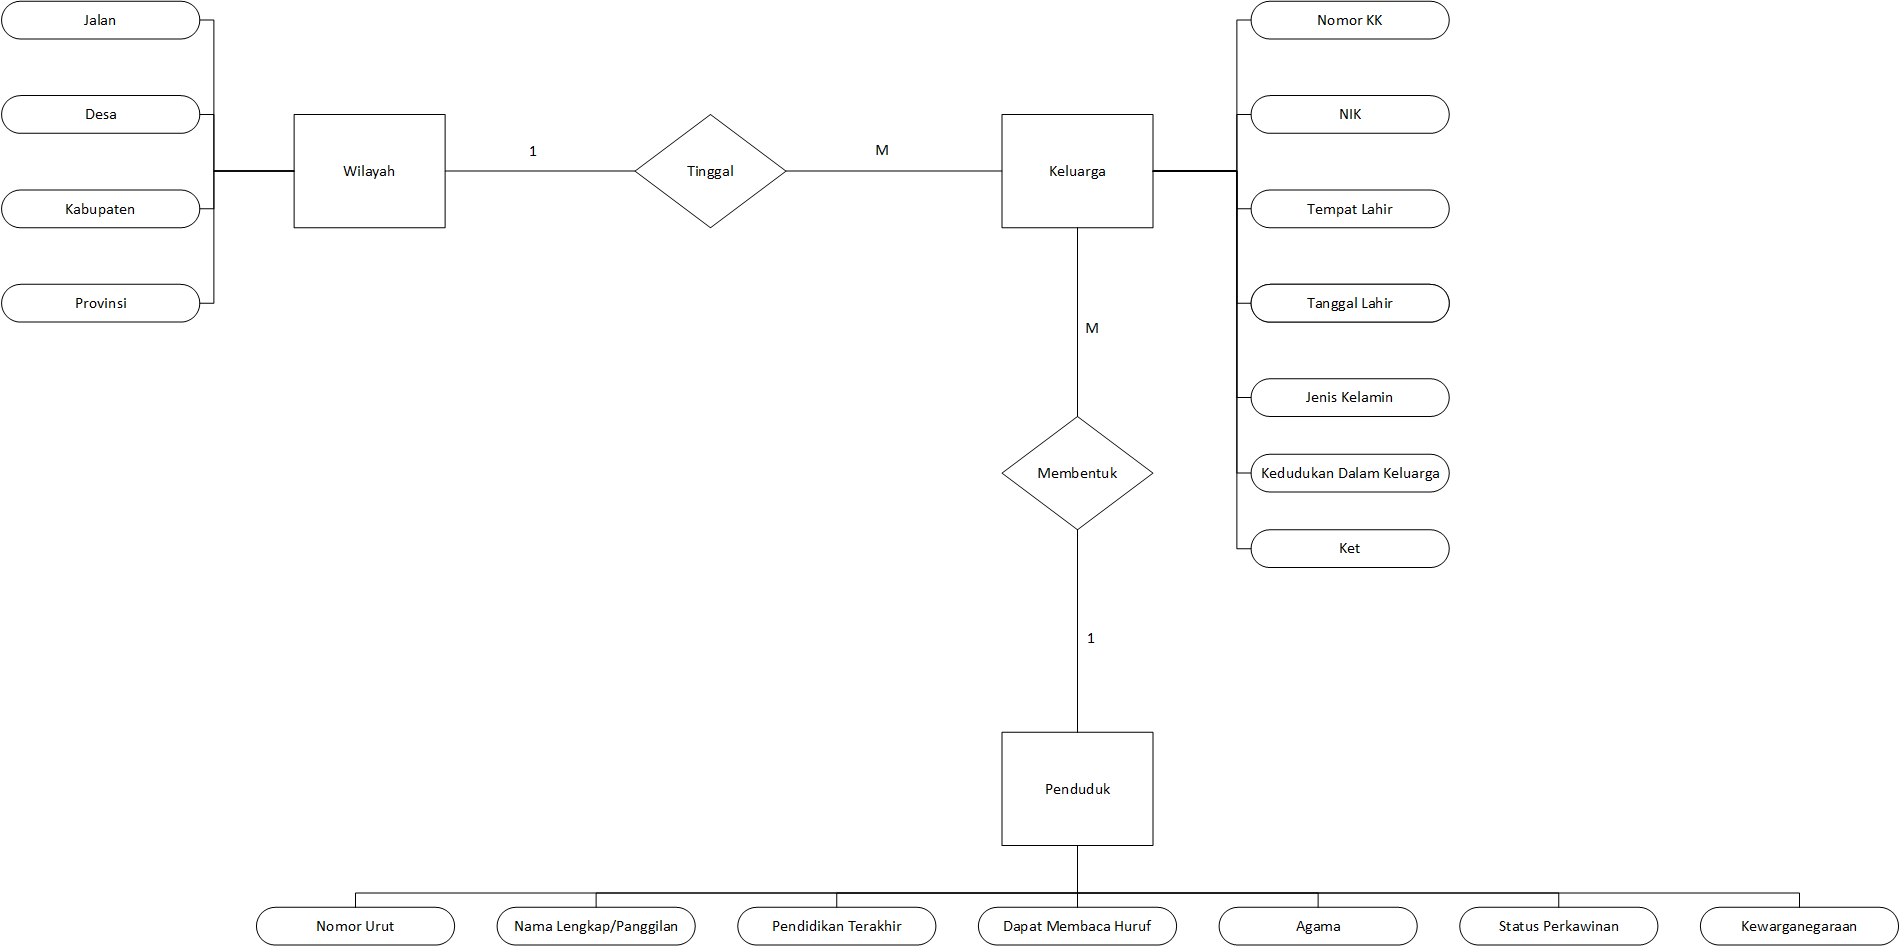 Jalan
Desa
Kabupaten
Provinsi
Wilayah
1
Tinggal
M
Keluarga
Nomor KK
NIK
Tempat Lahir
Tanggal Lahir
Jenis Kelamin
Kedudukan Dalam Keluarga
Ket
M
Membentuk
1
Penduduk
Nomor Urut
Nama Lengkap/Panggilan
Pendidikan Terakhir
Dapat Membaca Huruf
Agama
Status Perkawinan
Kewarganegaraan